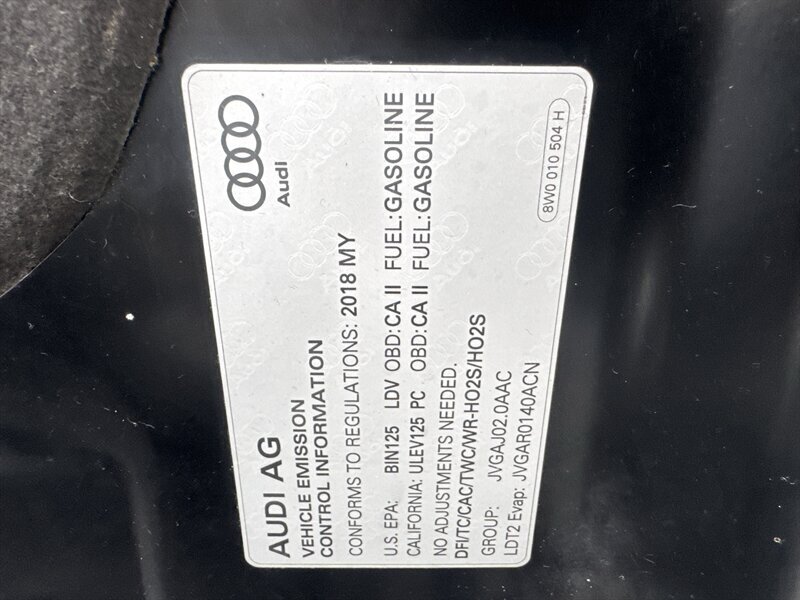 AUDI AG
Audi
VEHICLE EMISSION
CONTROL INFORMATION
CONFORMS TO REGULATIONS: 2018 MY
U.S. EPA: BIN125 LDV OBD: CA II FUEL: GASOLINE
CALIFORNIA: ULEV125 PC OBD: CA II FUEL: GASOLINE
NO ADJUSTMENTS NEEDED.
DFI/TC/CAC/TWC/WR-HO2S/HO2S
GROUP: JVGAJ02.0AAC
LDT2 Evap: JVGAR0140ACN
8W0 010 504 H